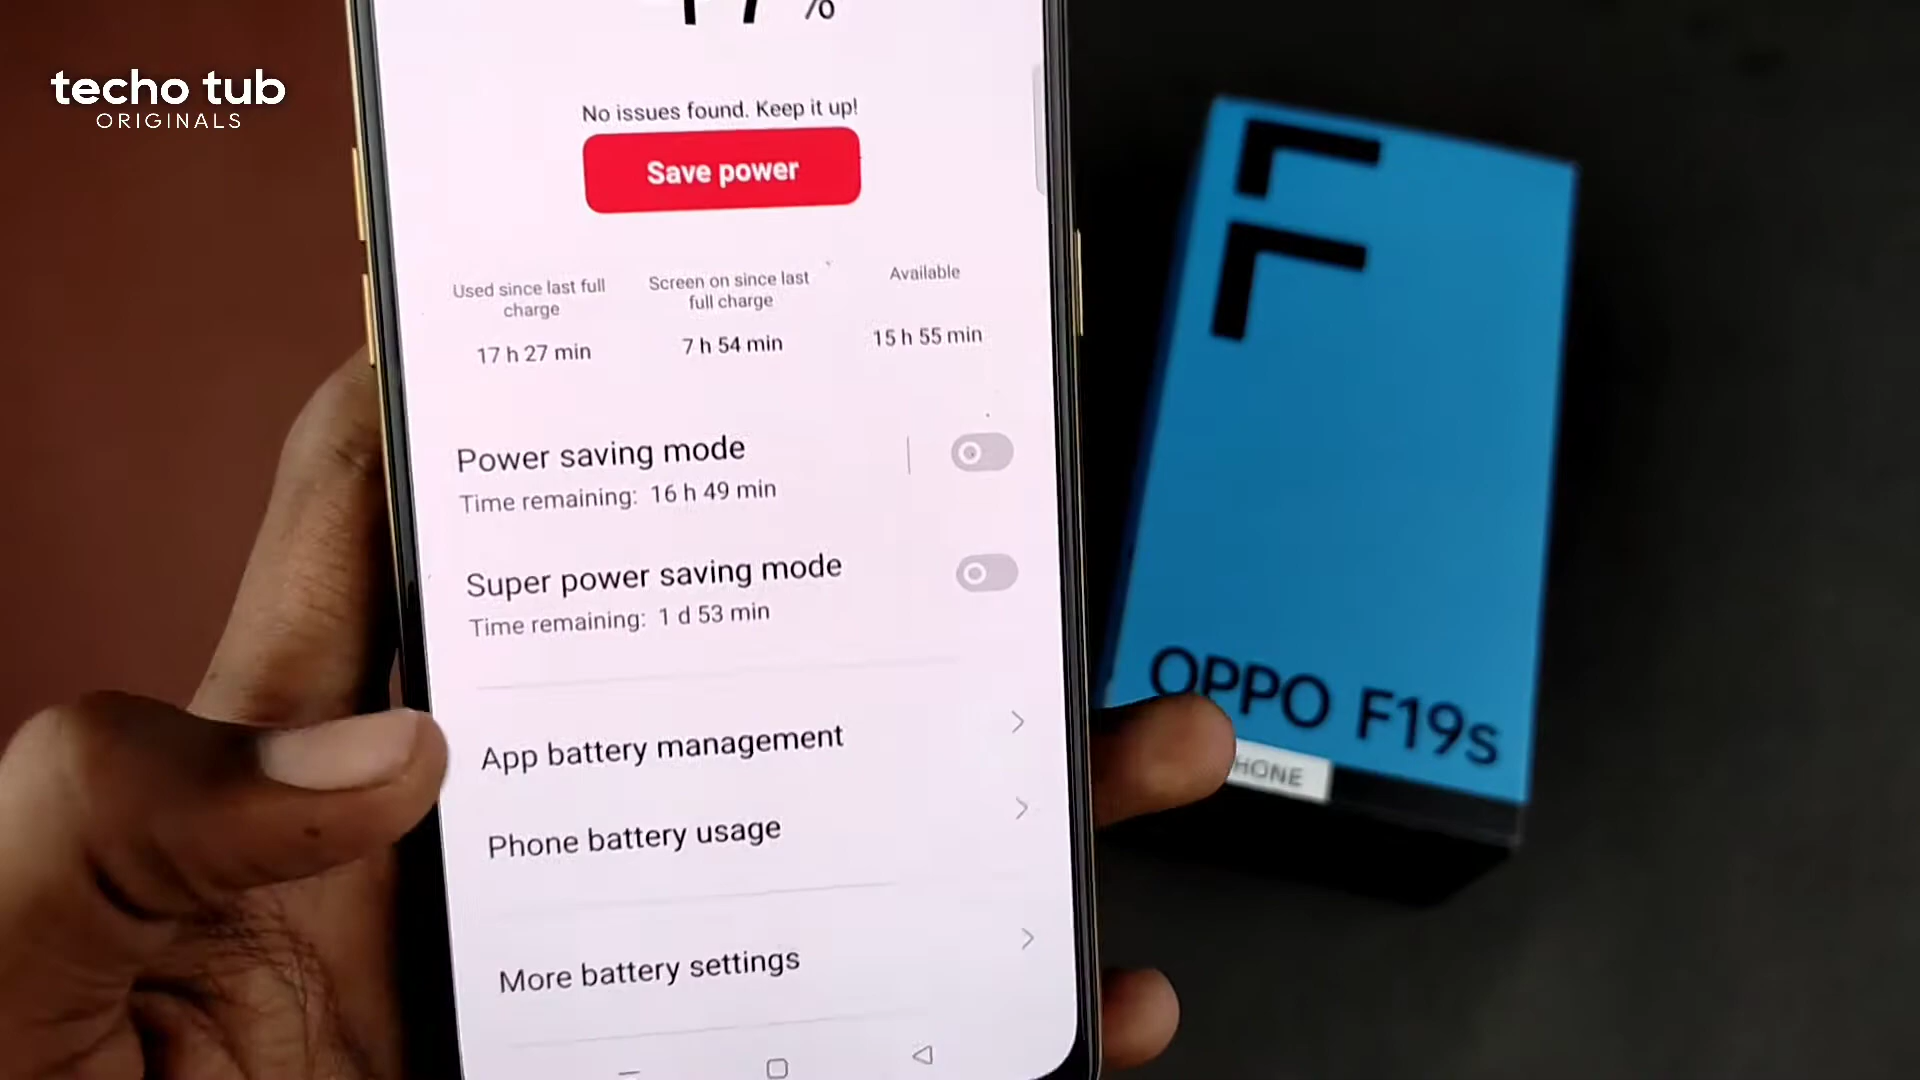 techo tub
ORIGINALS
%
No issues found. Keep it up!
Save power
Used since last full
charge
17 h 27 min
Screen on since last
full charge
7 h 54 min
Available
15 h 55 min
Power saving mode
Time remaining: 16 h 49 min
Super power saving mode
Time remaining: 1 d 53 min
App battery management
Phone battery usage
More battery settings
F
OPPO F19s
HONE